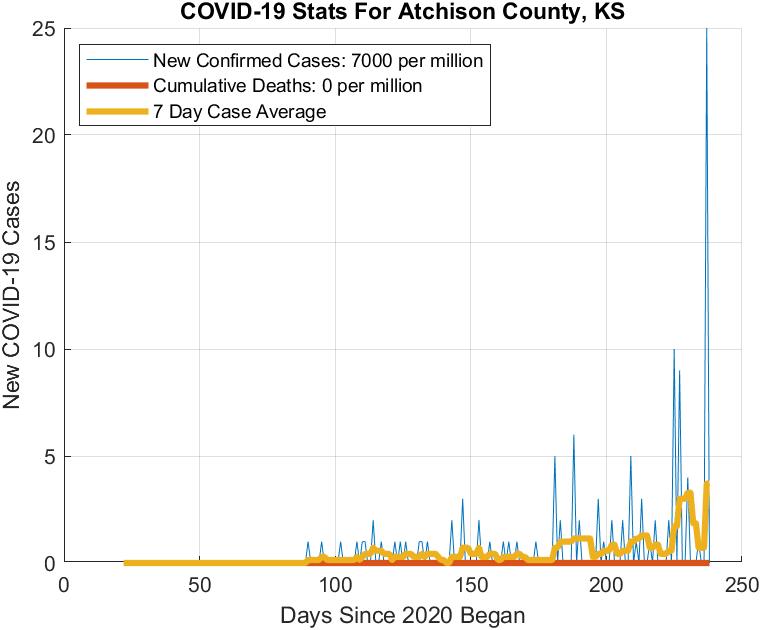 COVID-19 Stats For Atchison County, KS
New Confirmed Cases: 7000 per million
Cumulative Deaths: 0 per million
7 Day Case Average
New COVID-19 Cases
25
20
15
10
5
0
0 50 100 150 200 250
Days Since 2020 Began